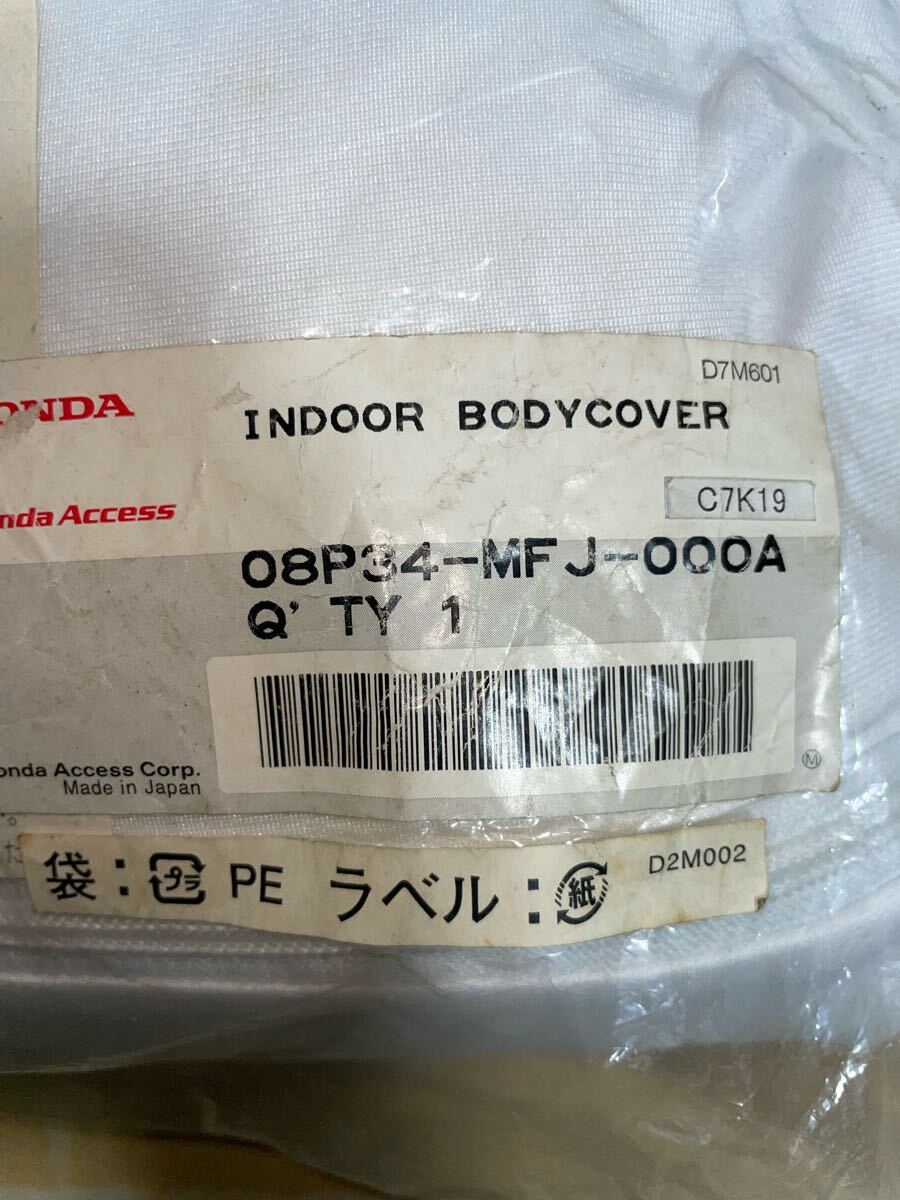 D7M601
ONDA
INDOOR BODYCOVER
nda Access
C7K19
08P34-MFJ-000A
Q'TY 1
onda Access Corp.
Made in Japan
M
袋：プラ PE ラベル：紙
D2M002